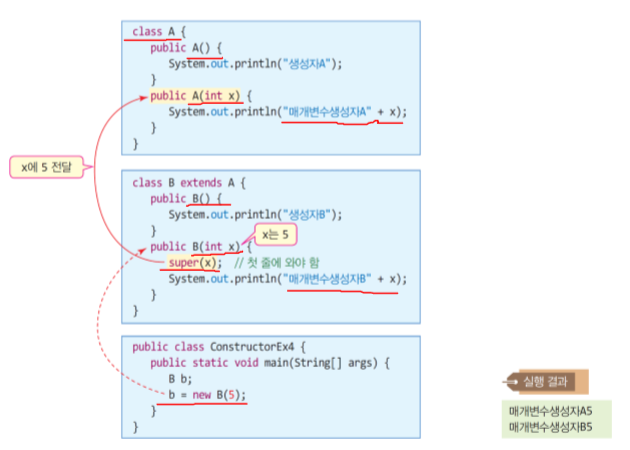 class A {
public A() {
System.out.println("생성자A");
}
public A(int x) {
System.out.println("매개변수생성자A" + x);
}
}
x에 5 전달
class B extends A {
public B() {
System.out.println("생성자B");
}
x는 5
public B(int x) {
super(x); // 첫 줄에 와야 함
System.out.println("매개변수생성자B" + x);
}
}
public class ConstructorEx4 {
public static void main(String[] args) {
B b;
b = new B(5);
}
}
실행 결과
매개변수생성자A5
매개변수생성자B5